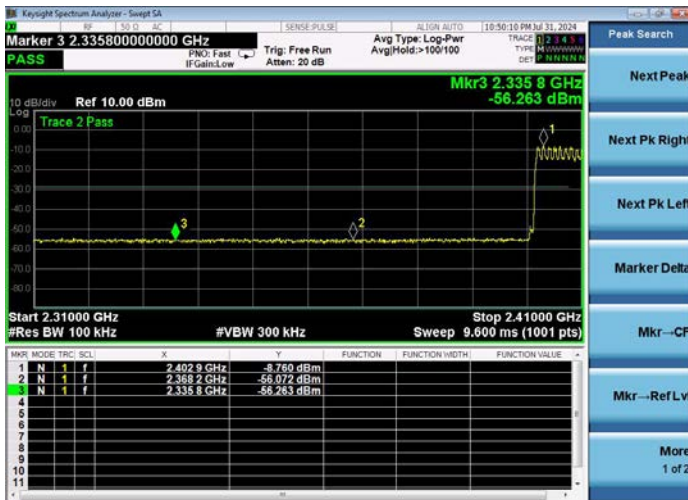 Keysight Spectrum Analyzer - Swept SA
RF 50 Ω AC SENSE:PULSE ALIGN AUTO 10:50:10 PM Jul 31, 2024
Marker 3 2.335800000000 GHz
PASS
PNO: Fast
IFGain:Low
Trig: Free Run
Atten: 20 dB
Avg Type: Log-Pwr
Avg|Hold:>100/100
TRACE 1 2 3 4 5 6
TYPE M
DET P N N N N N
Mkr3 2.335 8 GHz
-56.263 dBm
10 dB/div Ref 10.00 dBm
Log
Trace 2 Pass
0.00
-10.0
-20.0
-30.0
-40.0
-50.0
-60.0
-70.0
-80.0
1
2
3
Start 2.31000 GHz Stop 2.41000 GHz
#Res BW 100 kHz #VBW 300 kHz Sweep 9.600 ms (1001 pts)
MKR MODE TRC SCL X Y FUNCTION FUNCTION WIDTH FUNCTION VALUE
1 N 1 f 2.402 9 GHz -8.760 dBm
2 N 1 f 2.368 2 GHz -56.072 dBm
3 N 1 f 2.335 8 GHz -56.263 dBm
4
5
6
7
8
9
10
11
Peak Search
Next Peak
Next Pk Right
Next Pk Left
Marker Delta
Mkr→CF
Mkr→Ref Lvl
More
1 of 2